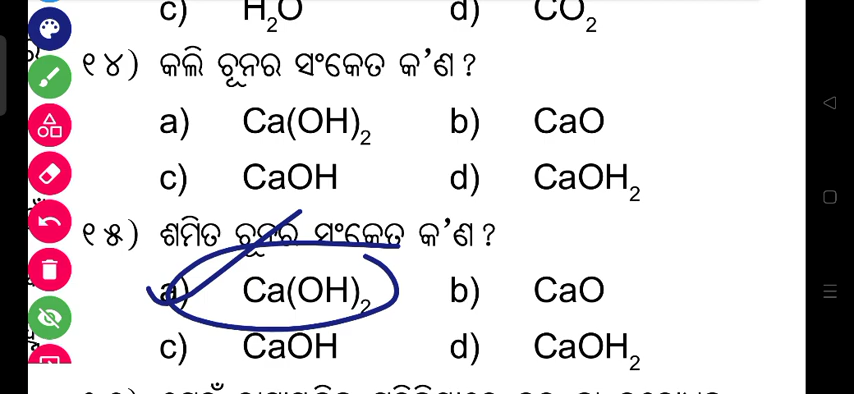 c) H₂O d) CO₂
୧୪) କଲି ଚୂନର ସଂକେତ କ'ଣ ?
a) Ca(OH)₂ b) CaO
c) CaOH d) CaOH₂
୧୫) ଶମିତ ଚୂନର ସଂକେତ କ'ଣ ?
a) Ca(OH)₂ b) CaO
c) CaOH d) CaOH₂